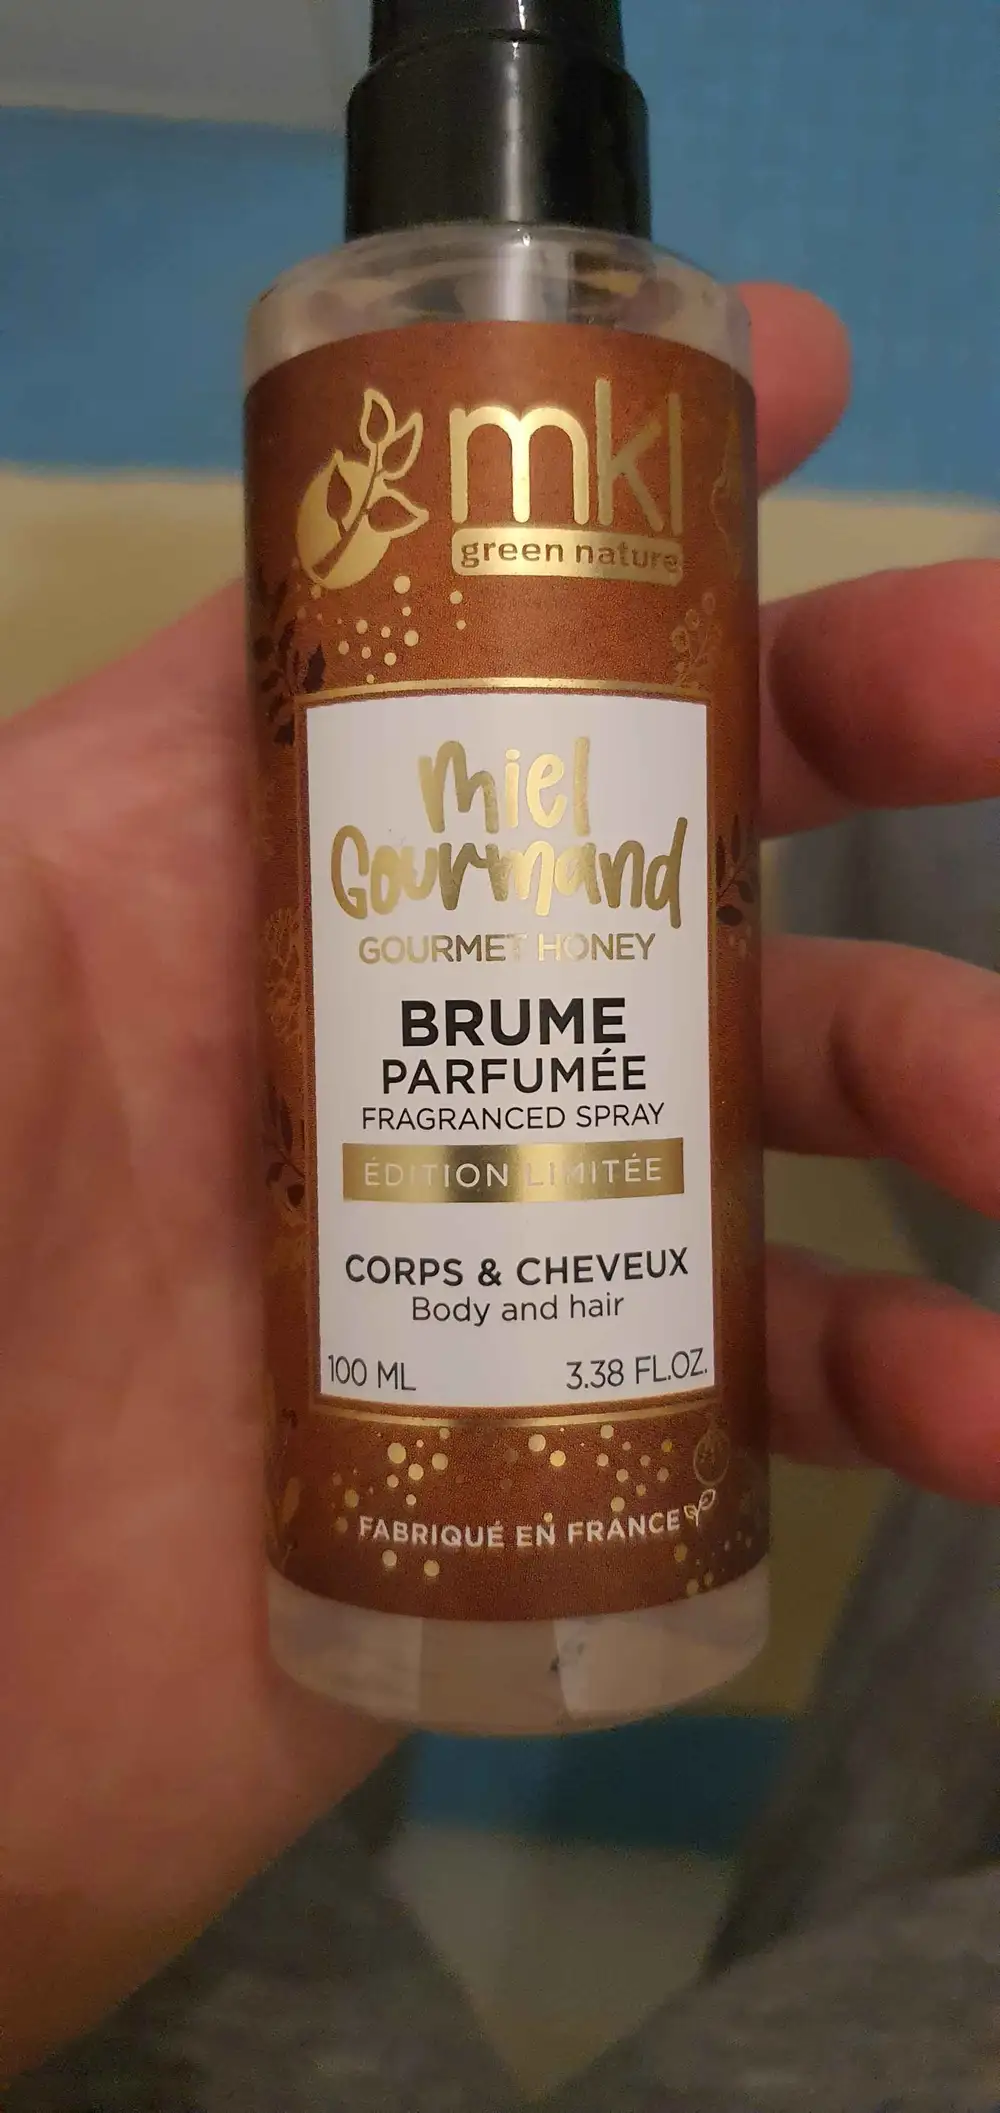 mkl
green nature
Miel
Gourmand
GOURMET HONEY
BRUME
PARFUMÉE
FRAGRANCED SPRAY
ÉDITION LIMITÉE
CORPS & CHEVEUX
Body and hair
100 ML 3.38 FL.OZ.
FABRIQUÉ EN FRANCE